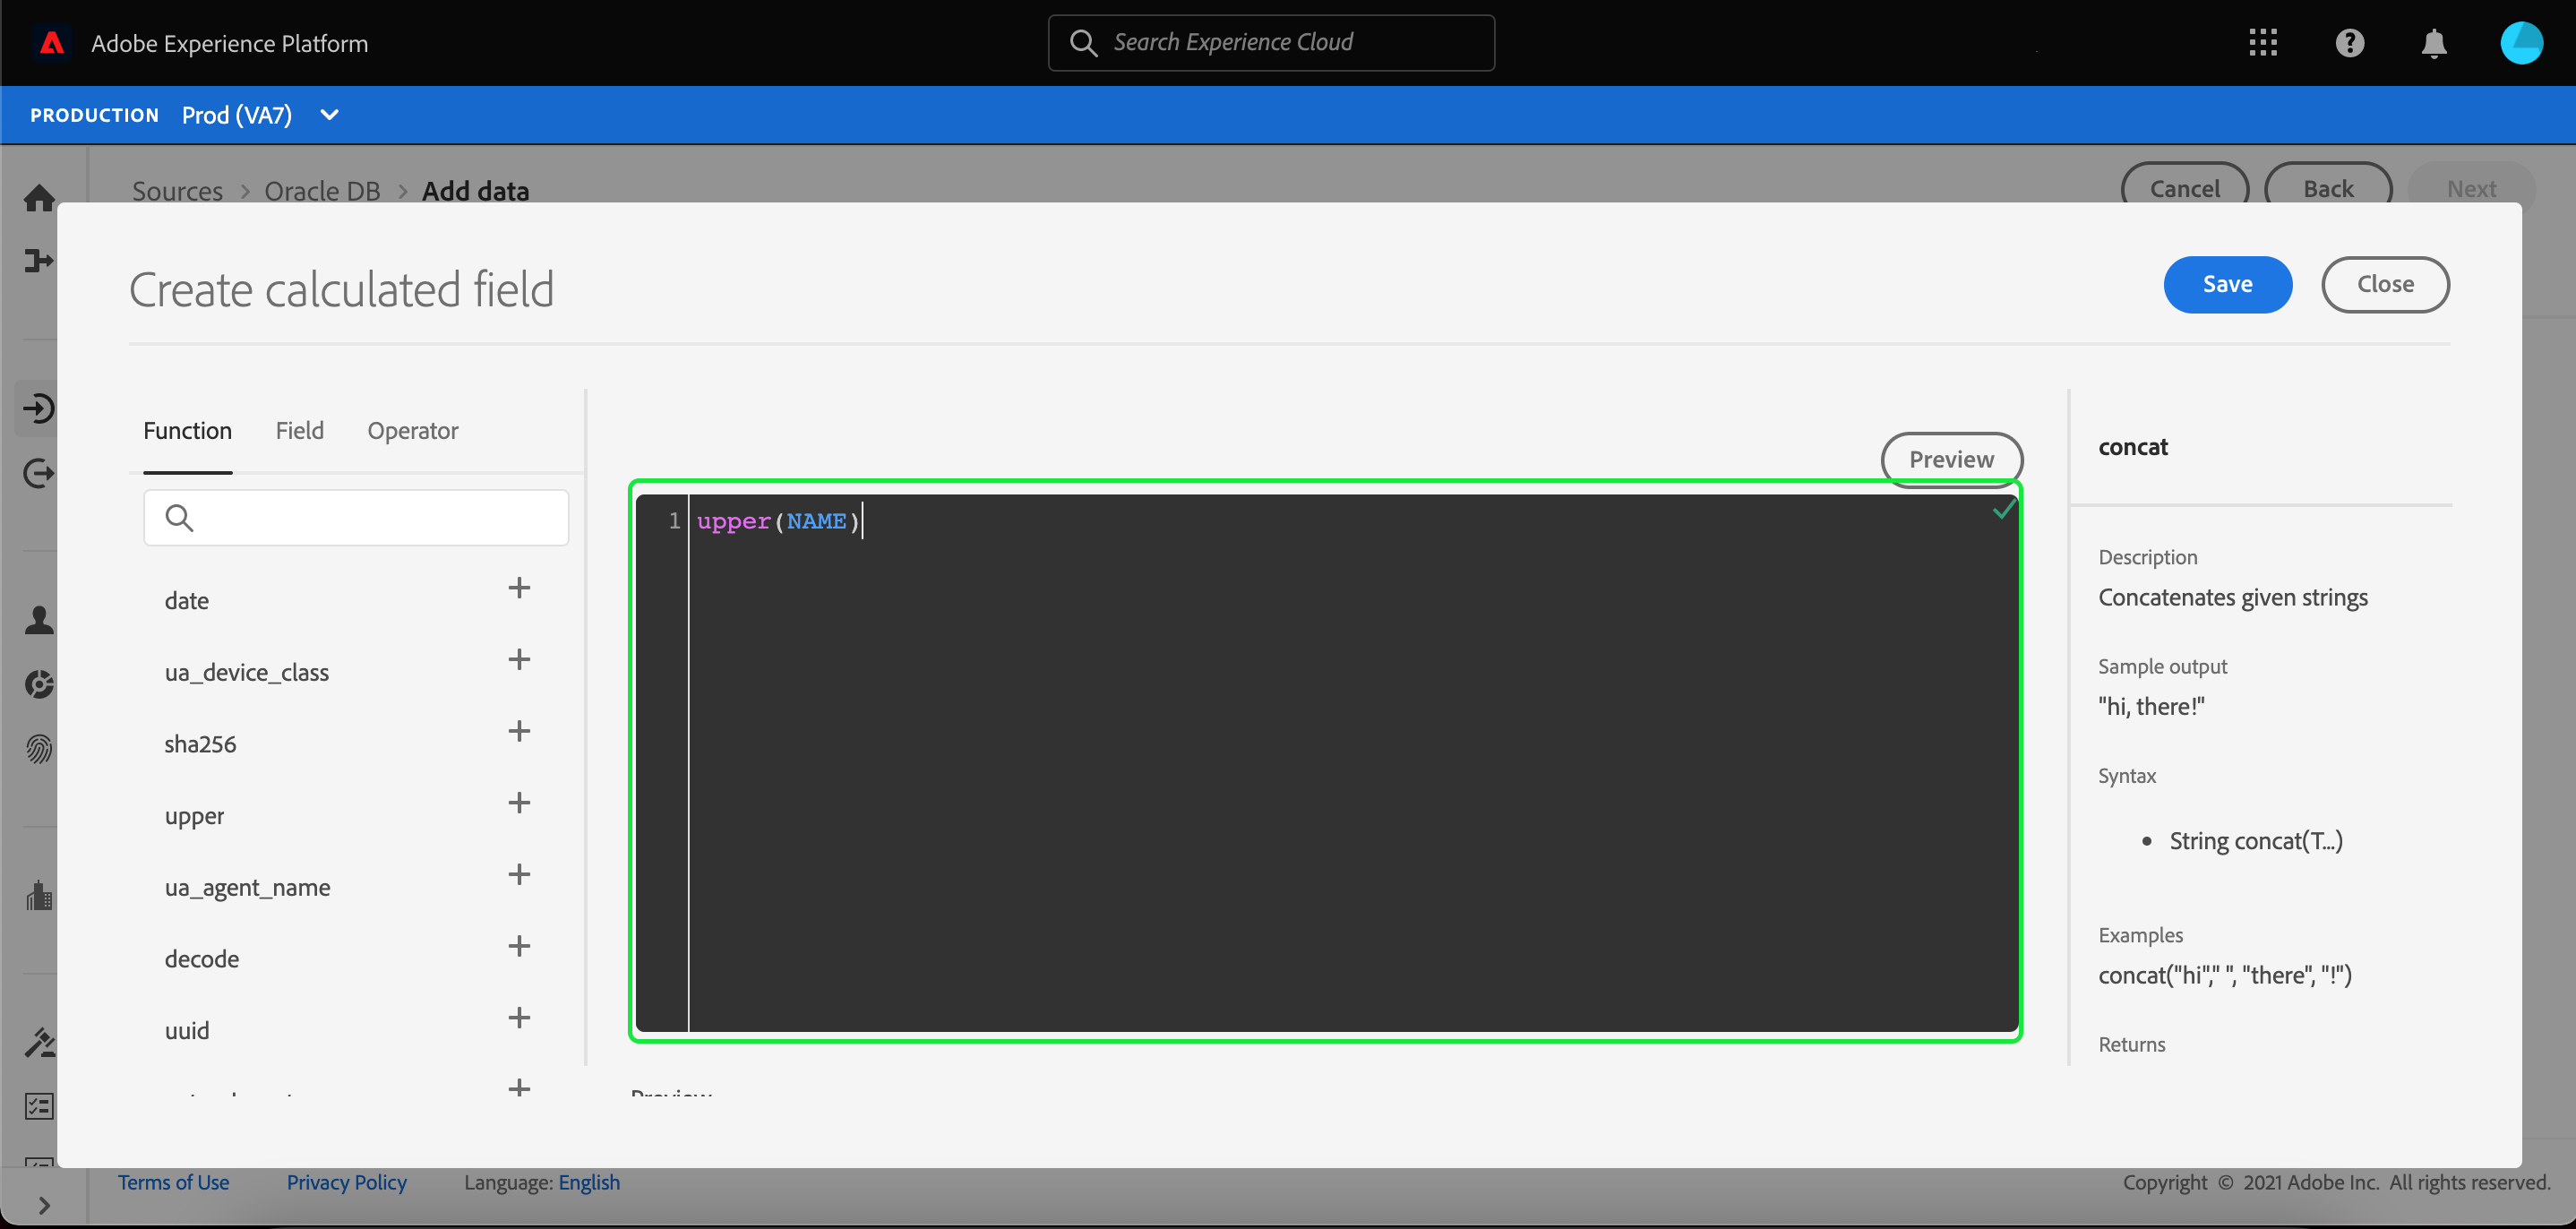 Adobe Experience Platform
Search Experience Cloud
PRODUCTION Prod (VA7)
Sources > Oracle DB > Add data
Cancel
Back
Next
Create calculated field
Save
Close
Function
Field
Operator
Preview
concat
1 upper(NAME)
date
ua_device_class
sha256
upper
ua_agent_name
decode
uuid
Description
Concatenates given strings
Sample output
"hi, there!"
Syntax
• String concat(T...)
Examples
concat("hi"," ", "there", "!")
Returns
Preview
Terms of Use
Privacy Policy
Language: English
Copyright © 2021 Adobe Inc. All rights reserved.